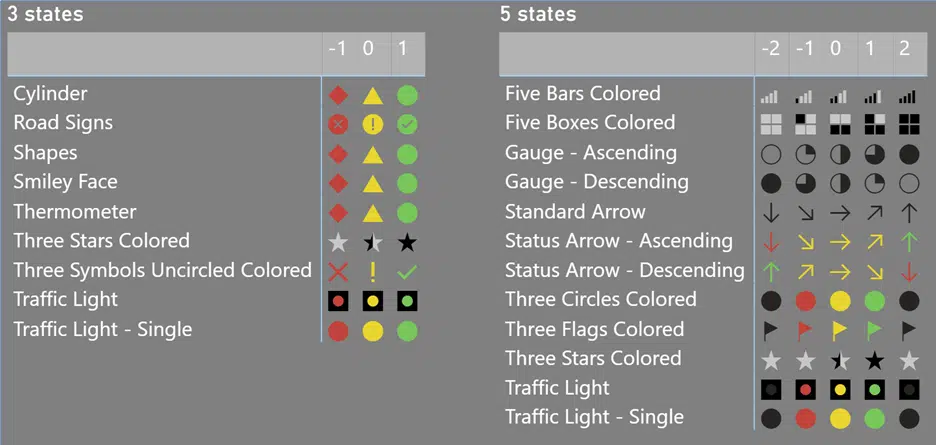 3 states
-1 0 1
Cylinder
Road Signs
Shapes
Smiley Face
Thermometer
Three Stars Colored
Three Symbols Uncircled Colored
Traffic Light
Traffic Light - Single
5 states
-2 -1 0 1 2
Five Bars Colored
Five Boxes Colored
Gauge - Ascending
Gauge - Descending
Standard Arrow
Status Arrow - Ascending
Status Arrow - Descending
Three Circles Colored
Three Flags Colored
Three Stars Colored
Traffic Light
Traffic Light - Single